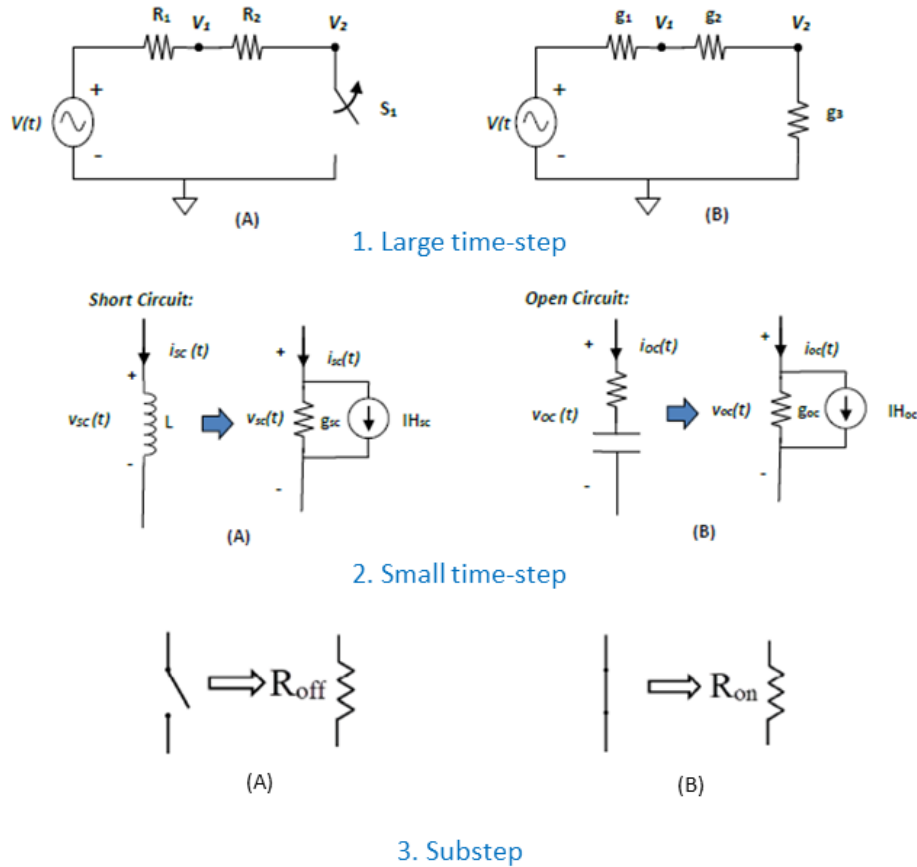 R₁ V₁ R₂ V₂
V(t) + - S₁
(A)
g₁ V₁ g₂ V₂
V(t + - g₃
(B)
1. Large time-step
Short Circuit:
isc (t) isc(t)
+ +
vsc (t) L vsc(t) gsc IHsc
- -
(A)
Open Circuit:
ioc(t) ioc(t)
+ +
voc (t) voc(t) goc IHoc
- -
(B)
2. Small time-step
Roff
(A)
Ron
(B)
3. Substep